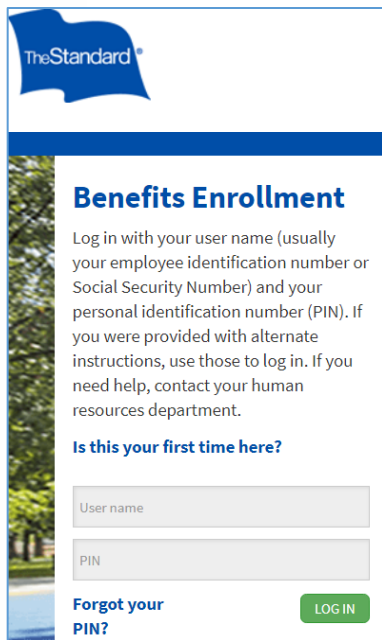 TheStandard®
Benefits Enrollment
Log in with your user name (usually
your employee identification number or
Social Security Number) and your
personal identification number (PIN). If
you were provided with alternate
instructions, use those to log in. If you
need help, contact your human
resources department.
Is this your first time here?
User name
PIN
Forgot your
PIN?
LOG IN